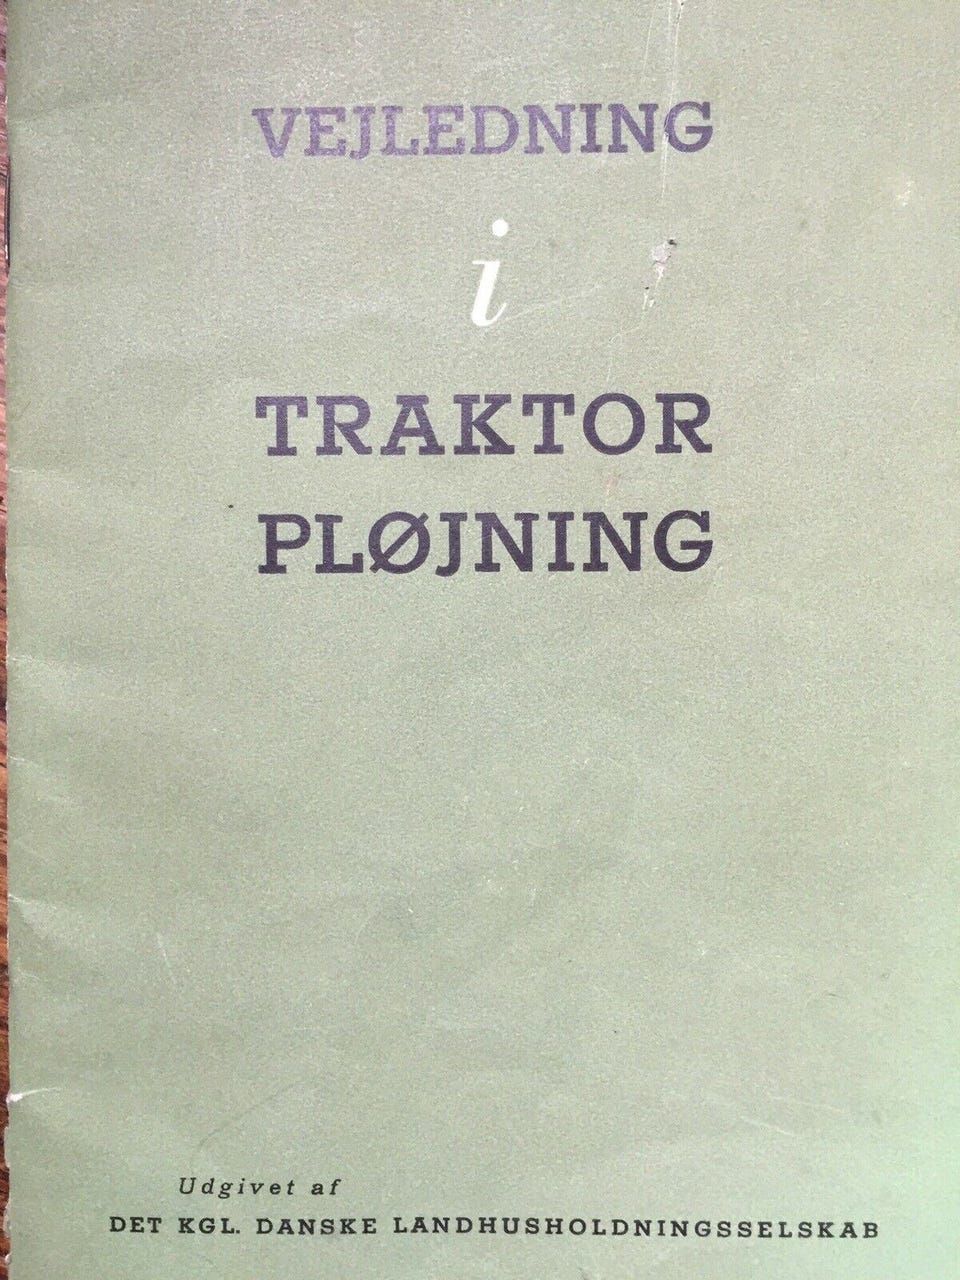 VEJLEDNING
i
TRAKTOR
PLØJNING
Udgivet af
DET KGL. DANSKE LANDHUSHOLDNINGSSELSKAB